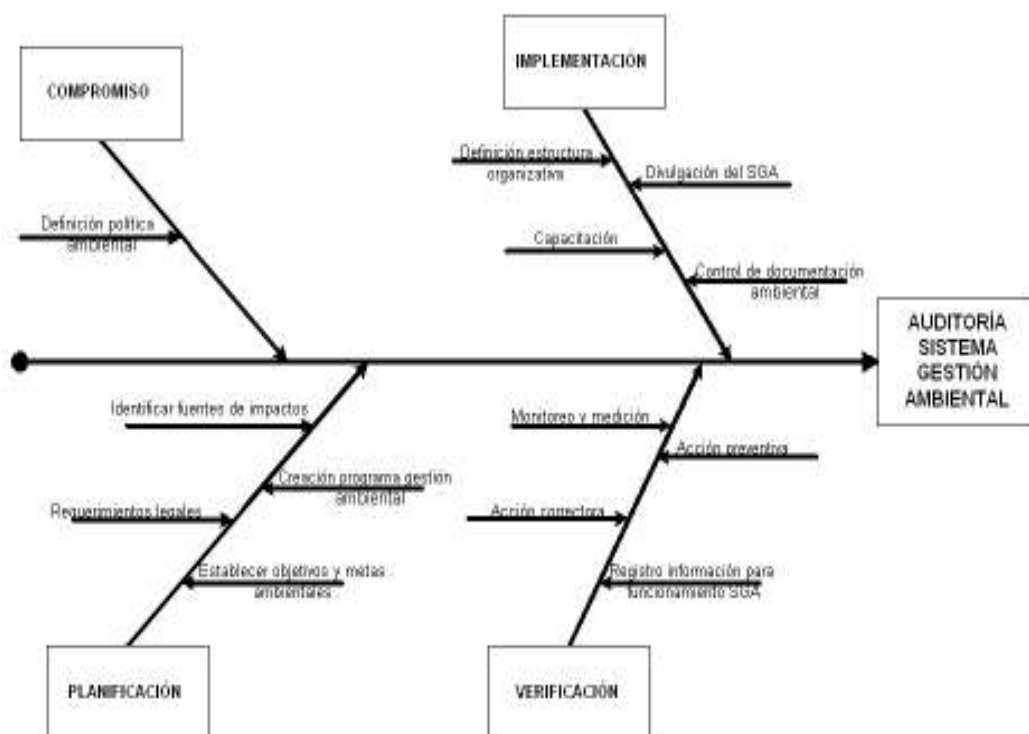 COMPROMISO
Definición política
ambiental
IMPLEMENTACIÓN
Definición estructura
organizativa
Divulgación del SGA
Capacitación
Control de documentación
ambiental
AUDITORÍA
SISTEMA
GESTIÓN
AMBIENTAL
Identificar fuentes de impactos
Creación programa gestión
ambiental
Requerimientos legales
Establecer objetivos y metas
ambientales
PLANIFICACIÓN
Monitoreo y medición
Acción preventiva
Acción correctora
Registro información para
funcionamiento SGA
VERIFICACIÓN